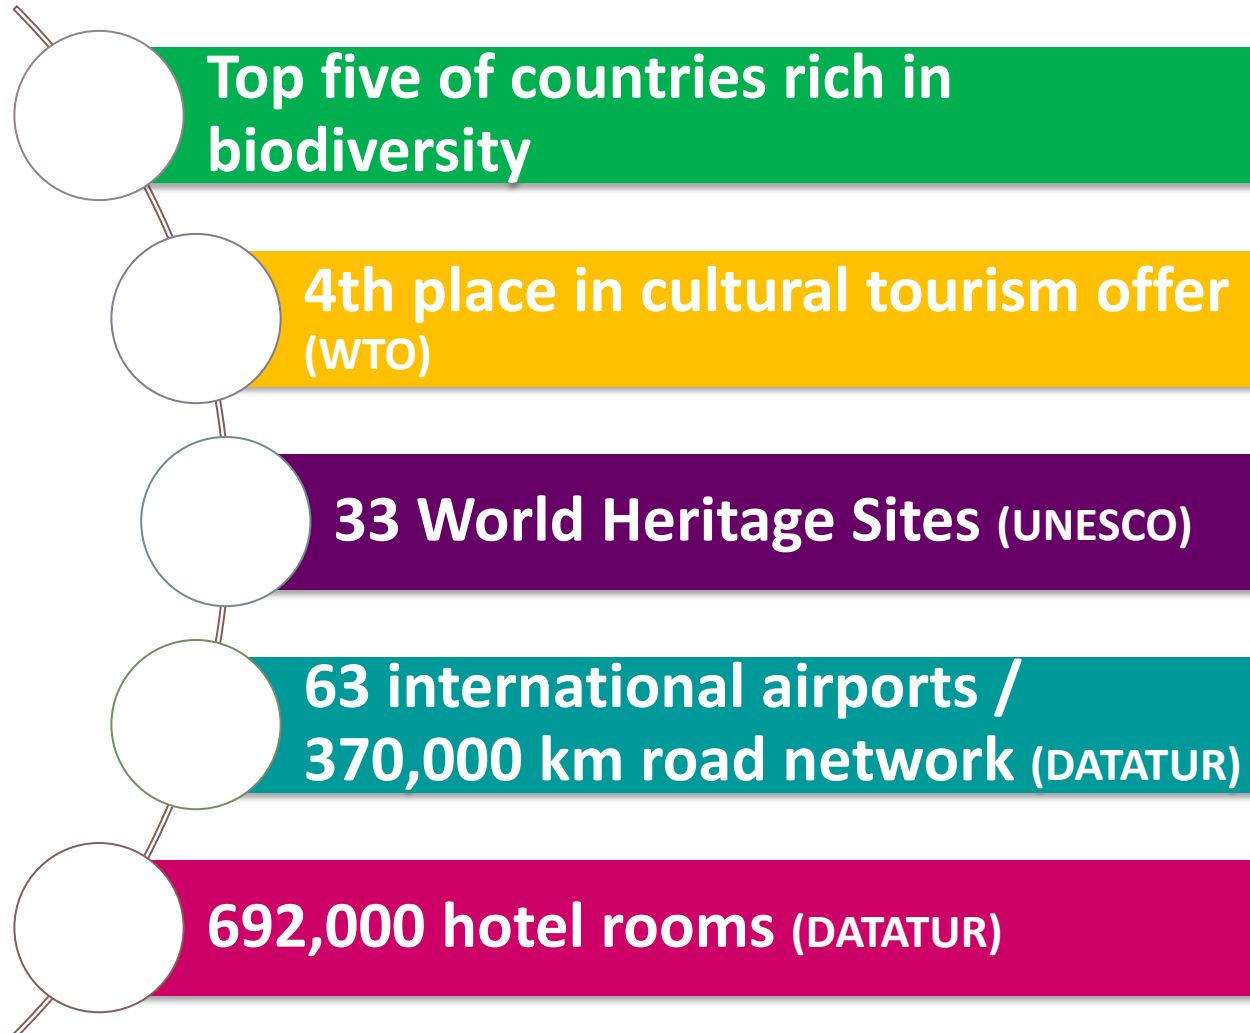 Top five of countries rich in
biodiversity
4th place in cultural tourism offer
(WTO)
33 World Heritage Sites (UNESCO)
63 international airports /
370,000 km road network (DATATUR)
692,000 hotel rooms (DATATUR)